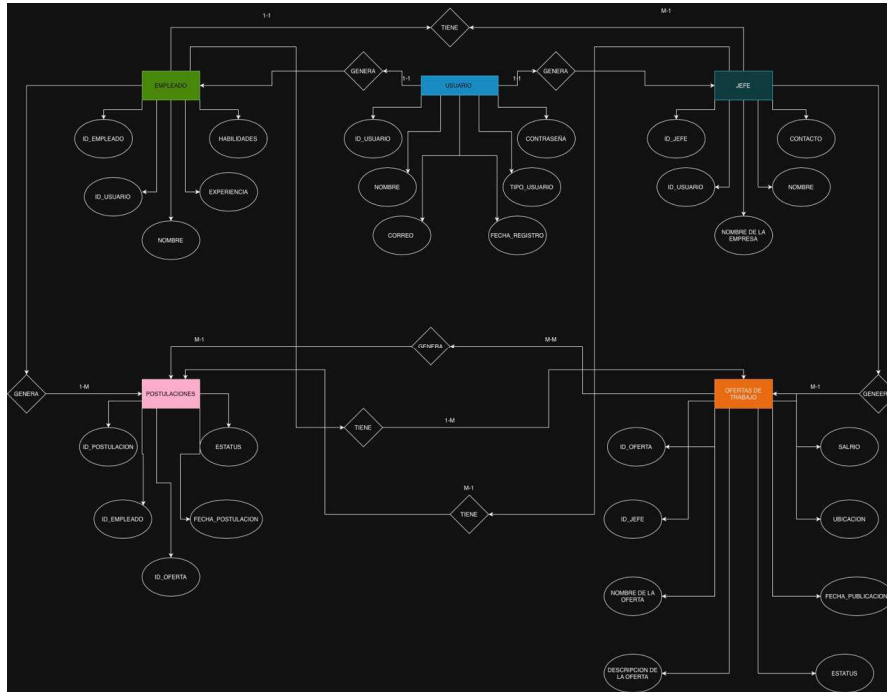 1-1
M-1
TIENE
GENERA
GENERA
1-1
1-1
EMPLEADO
USUARIO
JEFE
ID_EMPLEADO
HABILIDADES
ID_USUARIO
CONTRASEÑA
ID_JEFE
CONTACTO
ID_USUARIO
EXPERIENCIA
NOMBRE
TIPO_USUARIO
ID_USUARIO
NOMBRE
NOMBRE
CORREO
FECHA_REGISTRO
NOMBRE DE LA
EMPRESA
M-1
GENERA
M-M
GENERA
1-M
POSTULACIONES
OFERTAS DE
TRABAJO
M-1
GENEER
TIENE
1-M
ID_POSTULACION
ESTATUS
ID_OFERTA
SALRIO
M-1
TIENE
ID_EMPLEADO
FECHA_POSTULACION
ID_JEFE
UBICACION
ID_OFERTA
NOMBRE DE LA
OFERTA
FECHA_PUBLICACION
DESCRIPCION DE
LA OFERTA
ESTATUS